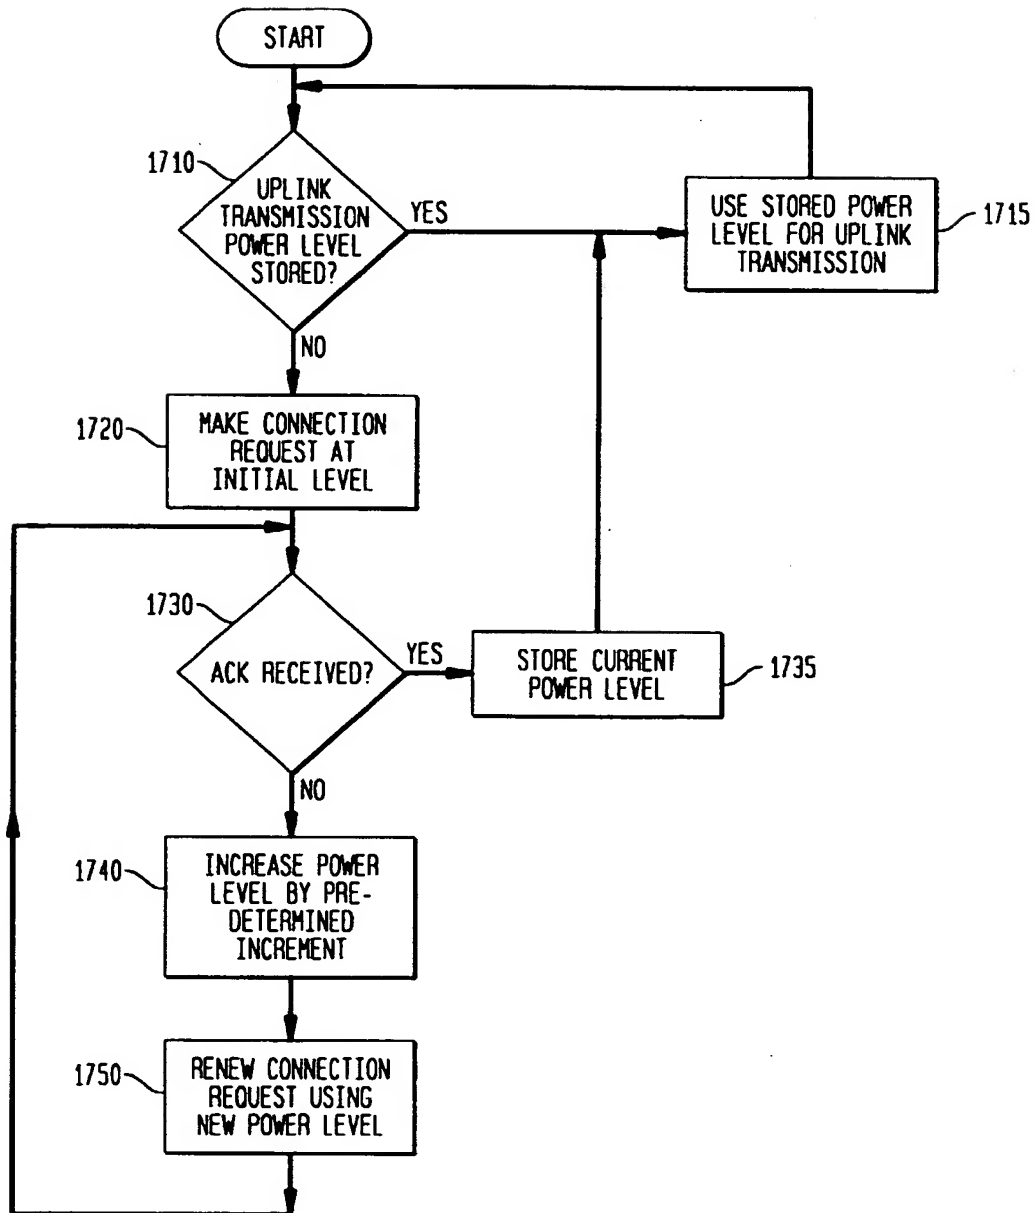 START
1710
UPLINK
TRANSMISSION
POWER LEVEL
STORED?
YES
USE STORED POWER
LEVEL FOR UPLINK
TRANSMISSION
1715
NO
1720
MAKE CONNECTION
REQUEST AT
INITIAL LEVEL
1730
ACK RECEIVED?
YES
STORE CURRENT
POWER LEVEL
1735
NO
1740
INCREASE POWER
LEVEL BY PRE-
DETERMINED
INCREMENT
1750
RENEW CONNECTION
REQUEST USING
NEW POWER LEVEL